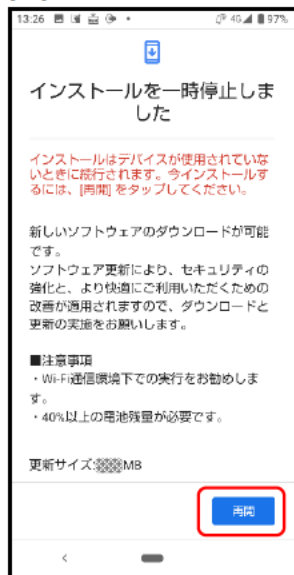 13:26 4G 97%
インストールを一時停止しま
した
インストールはデバイスが使用されていな
いときに続行されます。今インストールす
るには、[再開] をタップしてください。
新しいソフトウェアのダウンロードが可能
です。
ソフトウェア更新により、セキュリティの
強化と、より快適にご利用いただくための
改善が適用されますので、ダウンロードと
更新の実施をお願いします。
■注意事項
・Wi-Fi通信環境下での実行をお勧めしま
す。
・40%以上の電池残量が必要です。
更新サイズ:MB
再開